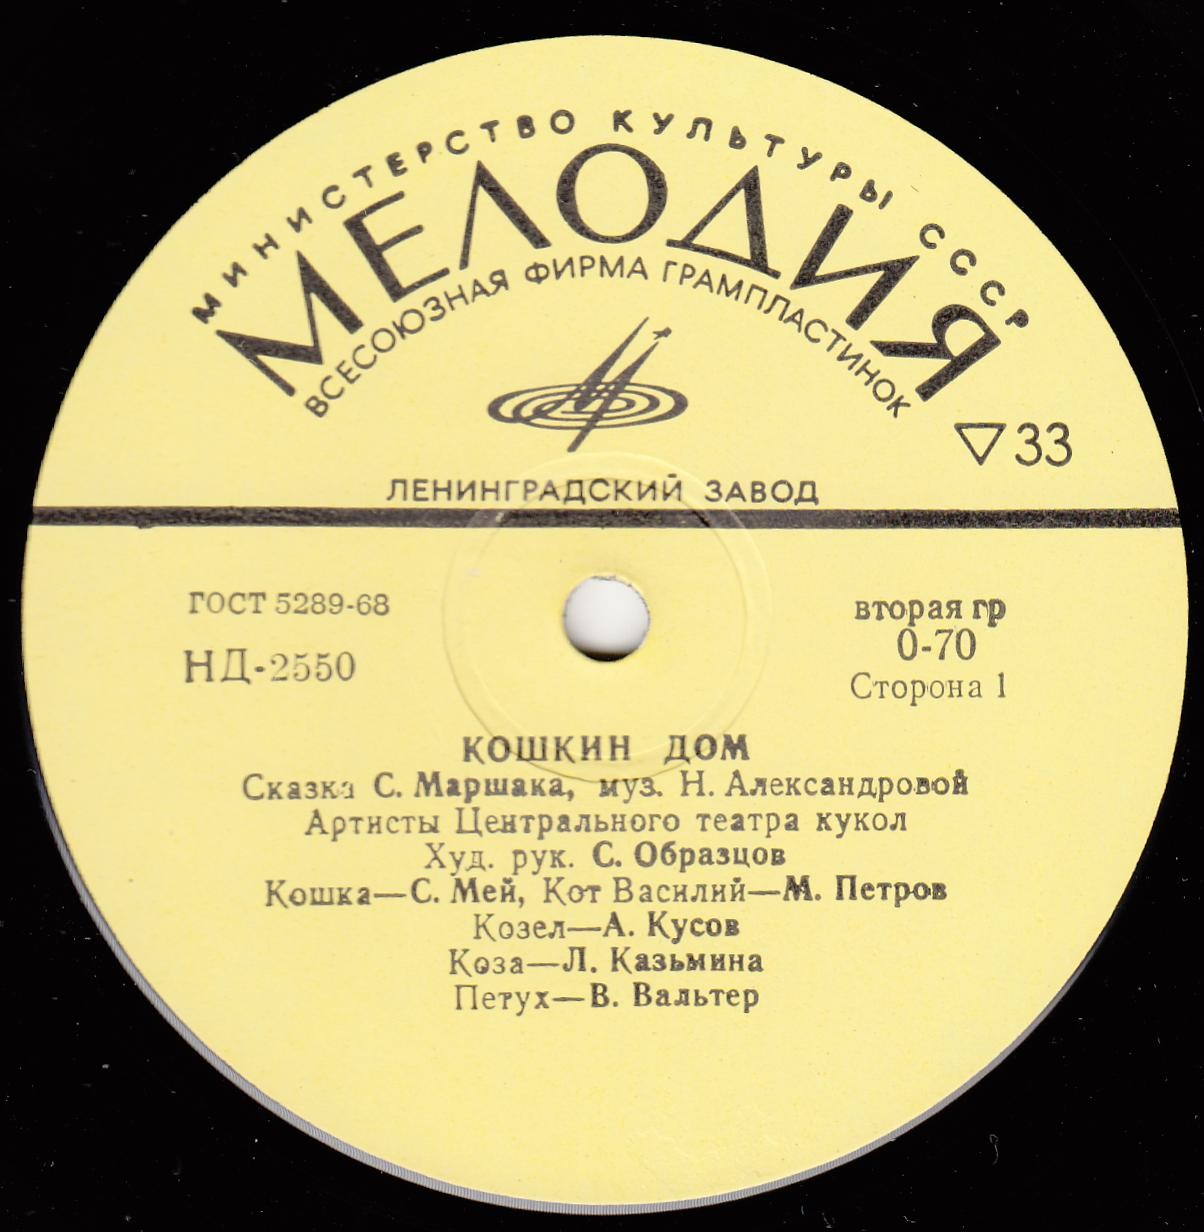 МИНИСТЕРСТВО КУЛЬТУРЫ СССР
МЕЛОДИЯ
ВСЕСОЮЗНАЯ ФИРМА ГРАМПЛАСТИНОК
▽33
ЛЕНИНГРАДСКИЙ ЗАВОД
ГОСТ 5289-68
НД-2550
вторая гр
0-70
Сторона 1
КОШКИН ДОМ
Сказка С. Маршака, муз. Н. Александровой
Артисты Центрального театра кукол
Худ. рук. С. Образцов
Кошка—С. Мей, Кот Василий—М. Петров
Козел—А. Кусов
Коза—Л. Казьмина
Петух—В. Вальтер